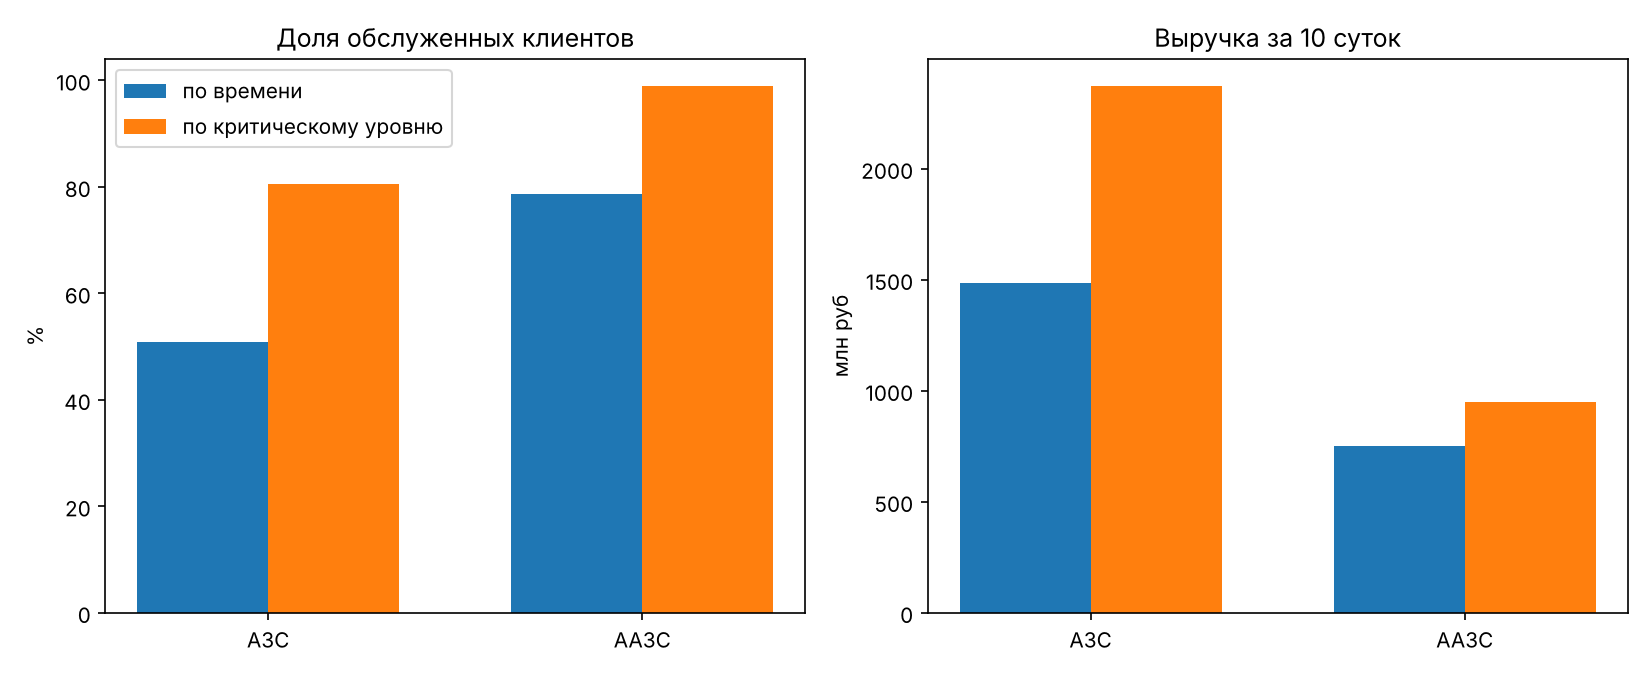 Доля обслуженных клиентов
по времени
по критическому уровню
100
80
60
40
20
0
%
АЗС
ААЗС
Выручка за 10 суток
2000
1500
1000
500
0
млн руб
АЗС
ААЗС